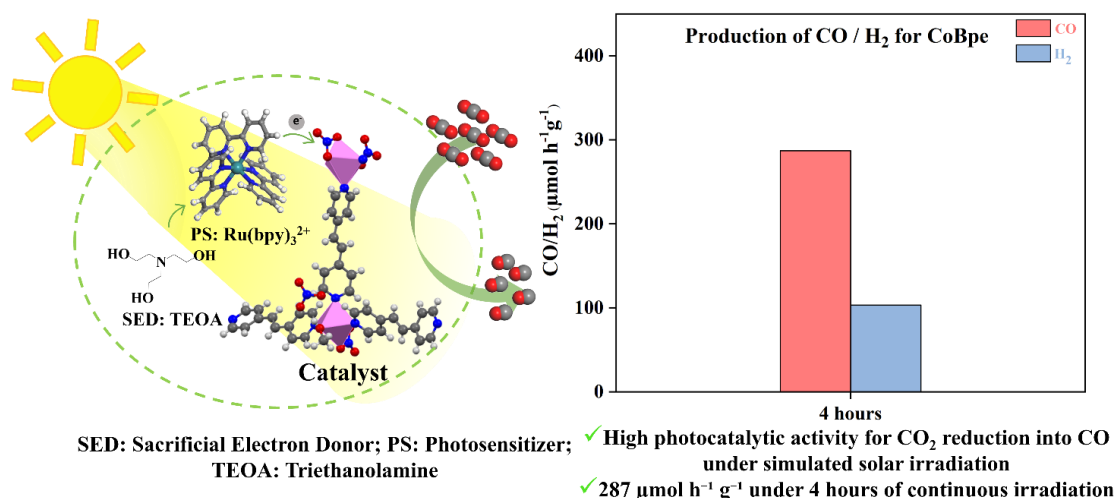 e⁻
PS: Ru(bpy)₃²⁺
HO
N
OH
HO
SED: TEOA
Catalyst
SED: Sacrificial Electron Donor; PS: Photosensitizer;
TEOA: Triethanolamine
Production of CO / H₂ for CoBpe
CO
H₂
CO/H₂ (μmol h⁻¹g⁻¹)
400
300
200
100
0
4 hours
✓High photocatalytic activity for CO₂ reduction into CO
under simulated solar irradiation
✓287 μmol h⁻¹ g⁻¹ under 4 hours of continuous irradiation